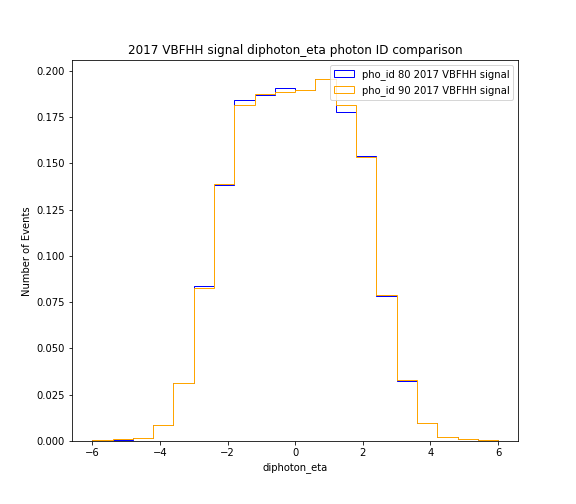 2017 VBFHH signal diphoton_eta photon ID comparison
pho_id 80 2017 VBFHH signal
pho_id 90 2017 VBFHH signal
Number of Events
0.200
0.175
0.150
0.125
0.100
0.075
0.050
0.025
0.000
−6 −4 −2 0 2 4 6
diphoton_eta